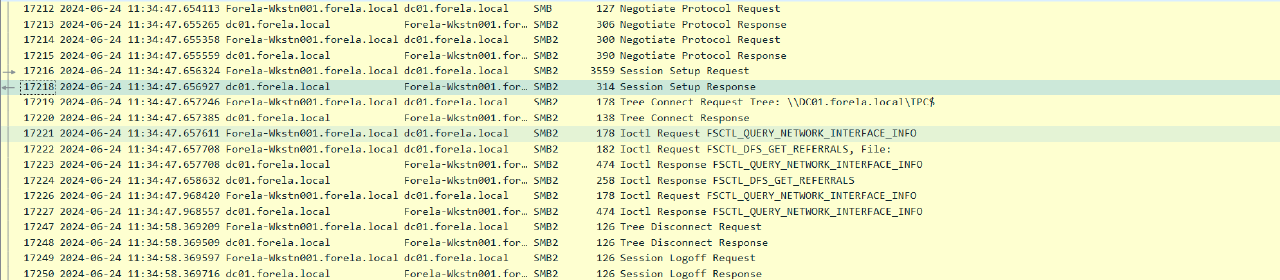 17212 2024-06-24 11:34:47.654113 Forela-Wkstn001.forela.local dc01.forela.local SMB 127 Negotiate Protocol Request
17213 2024-06-24 11:34:47.655265 dc01.forela.local Forela-Wkstn001.for… SMB2 306 Negotiate Protocol Response
17214 2024-06-24 11:34:47.655358 Forela-Wkstn001.forela.local dc01.forela.local SMB2 300 Negotiate Protocol Request
17215 2024-06-24 11:34:47.655559 dc01.forela.local Forela-Wkstn001.for… SMB2 390 Negotiate Protocol Response
17216 2024-06-24 11:34:47.656324 Forela-Wkstn001.forela.local dc01.forela.local SMB2 3559 Session Setup Request
17218 2024-06-24 11:34:47.656927 dc01.forela.local Forela-Wkstn001.for… SMB2 314 Session Setup Response
17219 2024-06-24 11:34:47.657246 Forela-Wkstn001.forela.local dc01.forela.local SMB2 178 Tree Connect Request Tree: \\DC01.forela.local\IPC$
17220 2024-06-24 11:34:47.657385 dc01.forela.local Forela-Wkstn001.for… SMB2 138 Tree Connect Response
17221 2024-06-24 11:34:47.657611 Forela-Wkstn001.forela.local dc01.forela.local SMB2 178 Ioctl Request FSCTL_QUERY_NETWORK_INTERFACE_INFO
17222 2024-06-24 11:34:47.657708 Forela-Wkstn001.forela.local dc01.forela.local SMB2 182 Ioctl Request FSCTL_DFS_GET_REFERRALS, File:
17223 2024-06-24 11:34:47.657708 dc01.forela.local Forela-Wkstn001.for… SMB2 474 Ioctl Response FSCTL_QUERY_NETWORK_INTERFACE_INFO
17224 2024-06-24 11:34:47.658632 dc01.forela.local Forela-Wkstn001.for… SMB2 258 Ioctl Response FSCTL_DFS_GET_REFERRALS
17226 2024-06-24 11:34:47.968420 Forela-Wkstn001.forela.local dc01.forela.local SMB2 178 Ioctl Request FSCTL_QUERY_NETWORK_INTERFACE_INFO
17227 2024-06-24 11:34:47.968557 dc01.forela.local Forela-Wkstn001.for… SMB2 474 Ioctl Response FSCTL_QUERY_NETWORK_INTERFACE_INFO
17247 2024-06-24 11:34:58.369209 Forela-Wkstn001.forela.local dc01.forela.local SMB2 126 Tree Disconnect Request
17248 2024-06-24 11:34:58.369509 dc01.forela.local Forela-Wkstn001.for… SMB2 126 Tree Disconnect Response
17249 2024-06-24 11:34:58.369597 Forela-Wkstn001.forela.local dc01.forela.local SMB2 126 Session Logoff Request
17250 2024-06-24 11:34:58.369716 dc01.forela.local Forela-Wkstn001.for… SMB2 126 Session Logoff Response